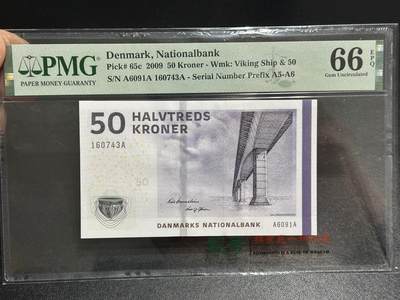 PMG
PAPER MONEY GUARANTY
Denmark, Nationalbank
Pick# 65c 2009 50 Kroner - Wmk: Viking Ship & 50
S/N A6091A 160743A - Serial Number Prefix A5-A6
66 EPQ
Gem Uncirculated
50 HALVTREDS
KRONER
160743A
50
DANMARKS NATIONALBANK
A6091A